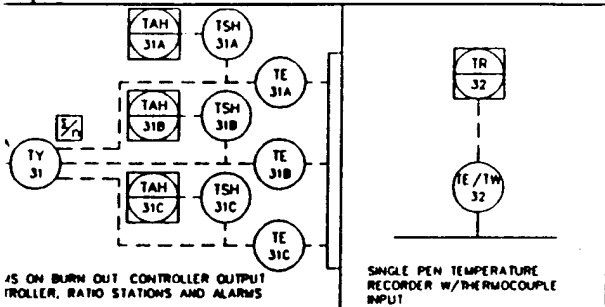 TAH
31A
TSH
31A
TE
31A
TAH
31B
TSH
31B
TE
31B
TY
31
TAH
31C
TSH
31C
TE
31C
TR
32
TE/TW
32
ON BURN OUT CONTROLLER OUTPUT
RATIO STATIONS AND ALARMS
SINGLE PEN TEMPERATURE
RECORDER W/THERMOCOUPLE
INPUT